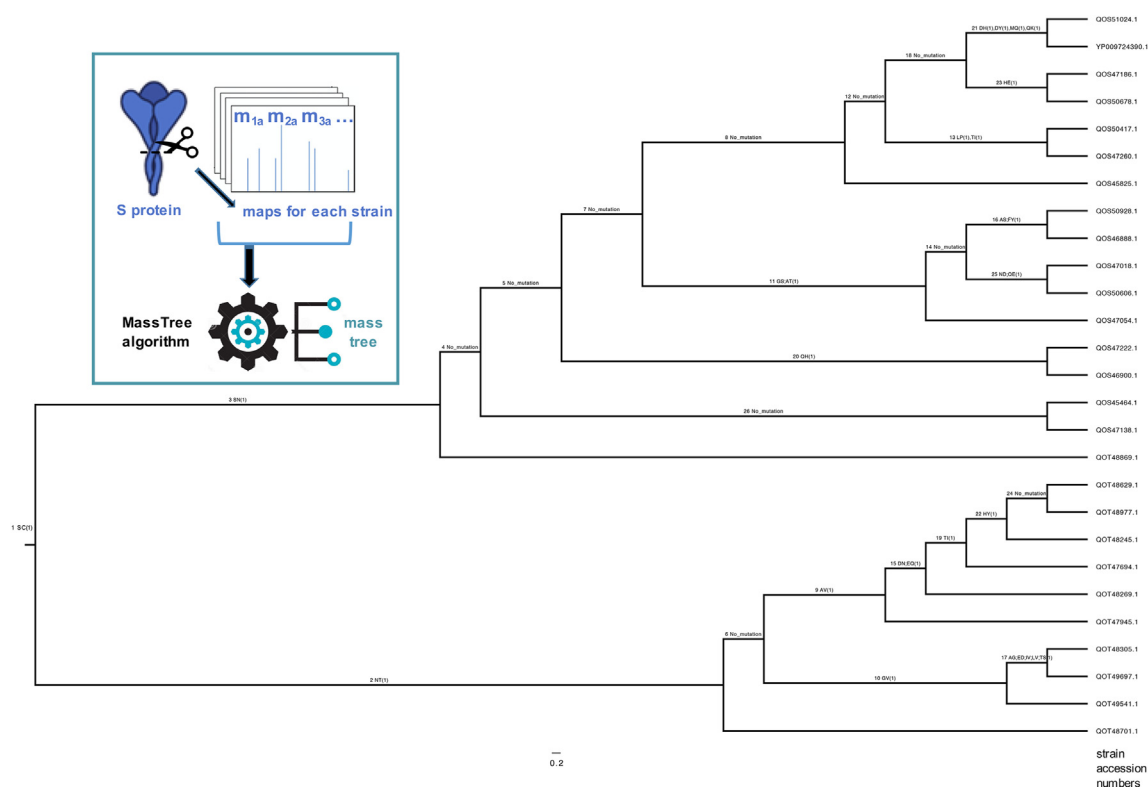 m1a m2a m3a ...
S protein
maps for each strain
MassTree
algorithm
mass
tree
21 DH(1),DY(1),MQ(1),QK(1)
QOS51024.1
YP009724390.1
18 No_mutation
23 HE(1)
QOS47186.1
QOS50678.1
12 No_mutation
13 LP(1),TI(1)
QOS50417.1
QOS47260.1
8 No_mutation
QOS45825.1
7 No_mutation
16 AS;FY(1)
QOS50928.1
QOS46888.1
14 No_mutation
25 ND;GE(1)
QOS47018.1
QOS50606.1
11 GS;AT(1)
QOS47054.1
5 No_mutation
20 QH(1)
QOS47222.1
QOS46900.1
4 No_mutation
26 No_mutation
QOS45464.1
QOS47138.1
3 SN(1)
QOT48869.1
1 SC(1)
24 No_mutation
QOT48629.1
QOT48977.1
22 HY(1)
QOT48245.1
19 TI(1)
QOT47694.1
15 DN;EG(1)
QOT48269.1
9 AV(1)
QOT47945.1
6 No_mutation
17 AG;ED;IV;LV;TS(1)
QOT48305.1
QOT49697.1
10 GV(1)
QOT49541.1
2 NT(1)
QOT48701.1
0.2
strain
accession
numbers